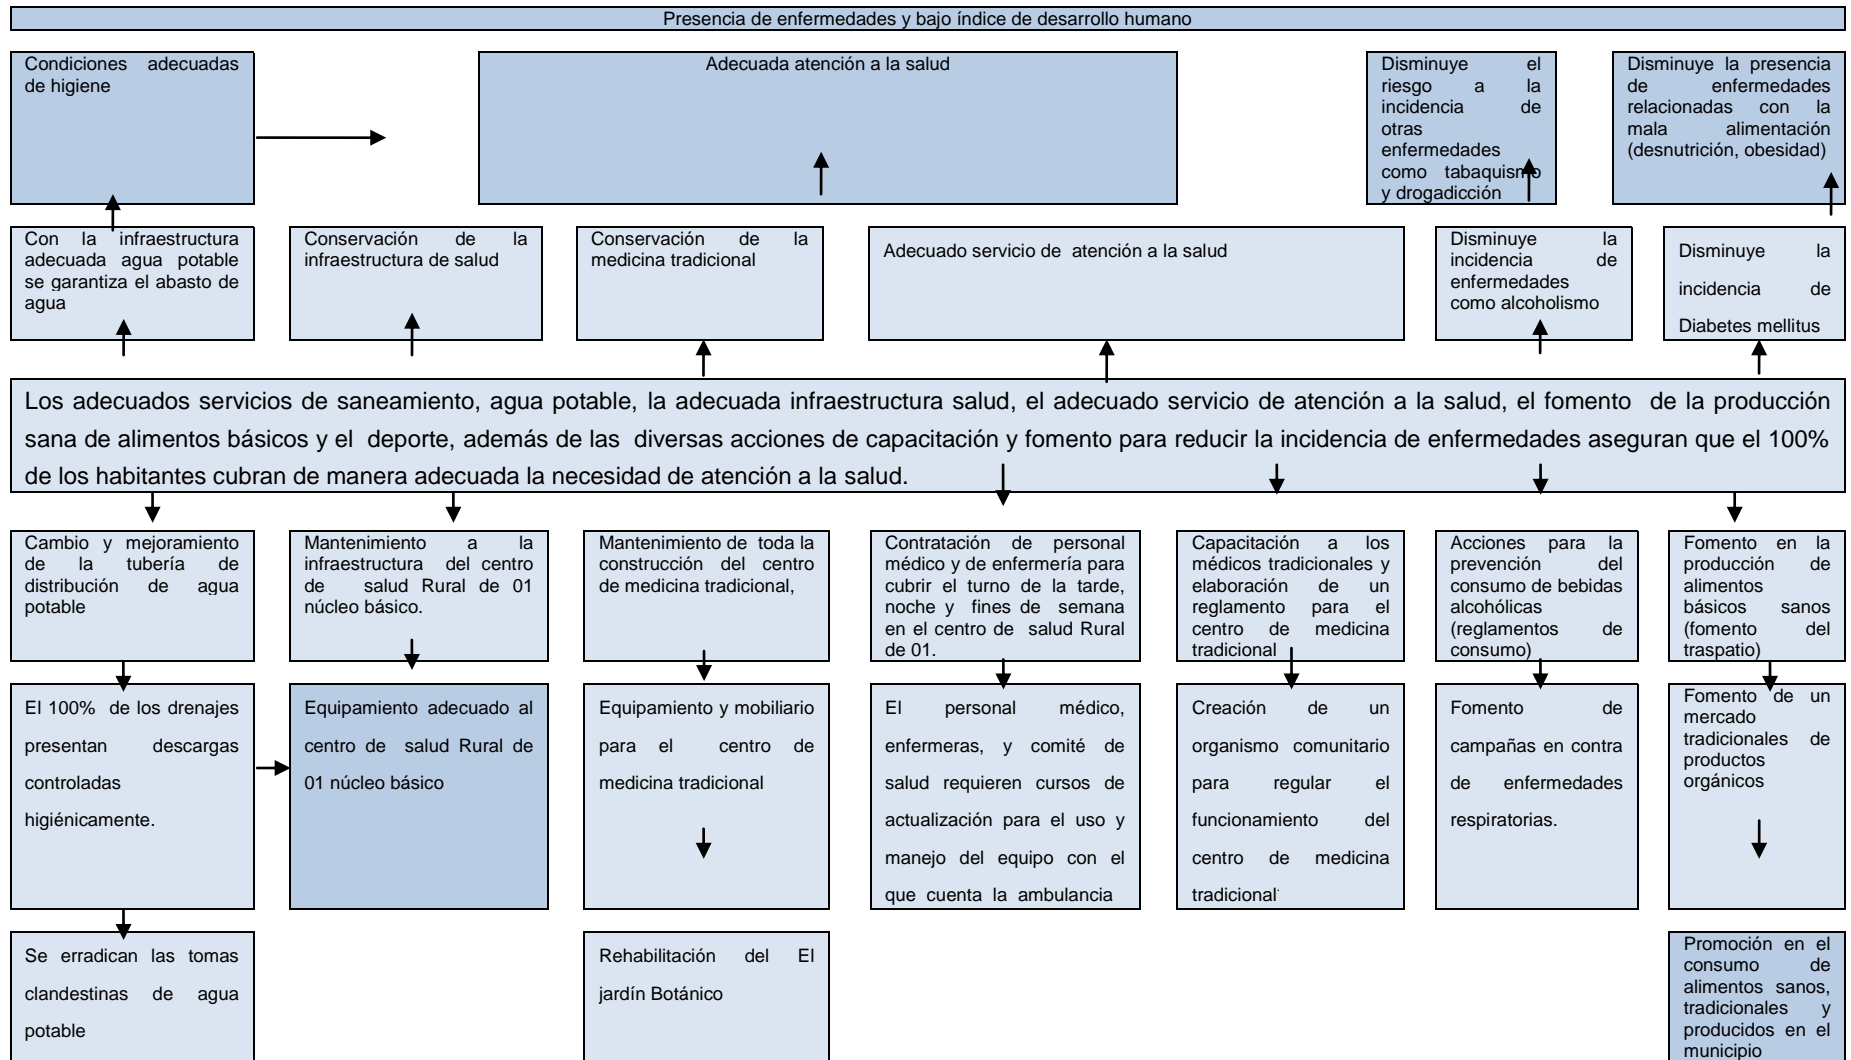 Presencia de enfermedades y bajo índice de desarrollo humano
Condiciones adecuadas
de higiene
Adecuada atención a la salud
Disminuye el
riesgo a la
incidencia de
otras
enfermedades
como tabaquismo
y drogadicción
Disminuye la presencia
de enfermedades
relacionadas con la
mala alimentación
(desnutrición, obesidad)
Con la infraestructura
adecuada agua potable
se garantiza el abasto de
agua
Conservación de la
infraestructura de salud
Conservación de la
medicina tradicional
Adecuado servicio de atención a la salud
Disminuye la
incidencia de
enfermedades
como alcoholismo
Disminuye la
incidencia de
Diabetes mellitus
Los adecuados servicios de saneamiento, agua potable, la adecuada infraestructura salud, el adecuado servicio de atención a la salud, el fomento de la producción
sana de alimentos básicos y el deporte, además de las diversas acciones de capacitación y fomento para reducir la incidencia de enfermedades aseguran que el 100%
de los habitantes cubran de manera adecuada la necesidad de atención a la salud.
Cambio y mejoramiento
de la tubería de
distribución de agua
potable
Mantenimiento a la
infraestructura del centro
de salud Rural de 01
núcleo básico.
Mantenimiento de toda la
construcción del centro
de medicina tradicional,
Contratación de personal
médico y de enfermería para
cubrir el turno de la tarde,
noche y fines de semana
en el centro de salud Rural
de 01.
Capacitación a los
médicos tradicionales y
elaboración de un
reglamento para el
centro de medicina
tradicional
Acciones para la
prevención del
consumo de bebidas
alcohólicas
(reglamentos de
consumo)
Fomento en la
producción de
alimentos
básicos sanos
(fomento del
traspatio)
El 100% de los drenajes
presentan descargas
controladas
higiénicamente.
Equipamiento adecuado al
centro de salud Rural de
01 núcleo básico
Equipamiento y mobiliario
para el centro de
medicina tradicional
El personal médico,
enfermeras, y comité de
salud requieren cursos de
actualización para el uso y
manejo del equipo con el
que cuenta la ambulancia
Creación de un
organismo comunitario
para regular el
funcionamiento del
centro de medicina
tradicional.
Fomento de
campañas en contra
de enfermedades
respiratorias.
Fomento de un
mercado
tradicionales de
productos
orgánicos
Se erradican las tomas
clandestinas de agua
potable
Rehabilitación del El
jardín Botánico
Promoción en el
consumo de
alimentos sanos,
tradicionales y
producidos en el
municipio